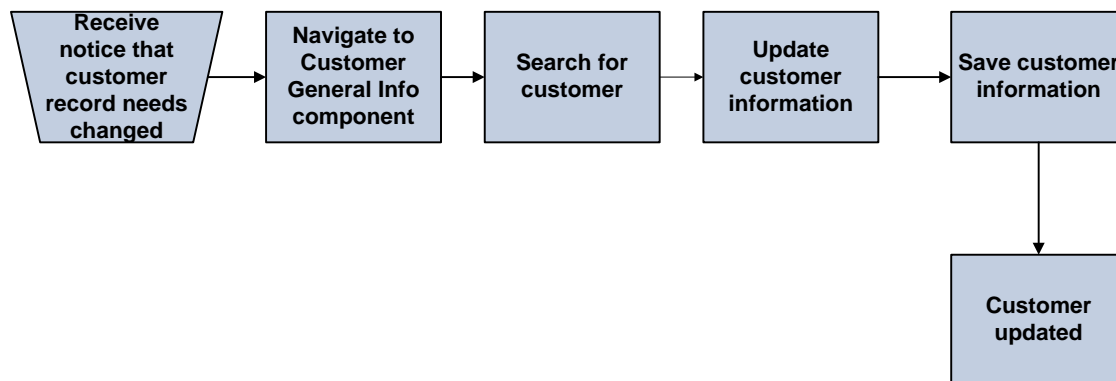 Receive
notice that
customer
record needs
changed
Navigate to
Customer
General Info
component
Search for
customer
Update
customer
information
Save customer
information
Customer
updated